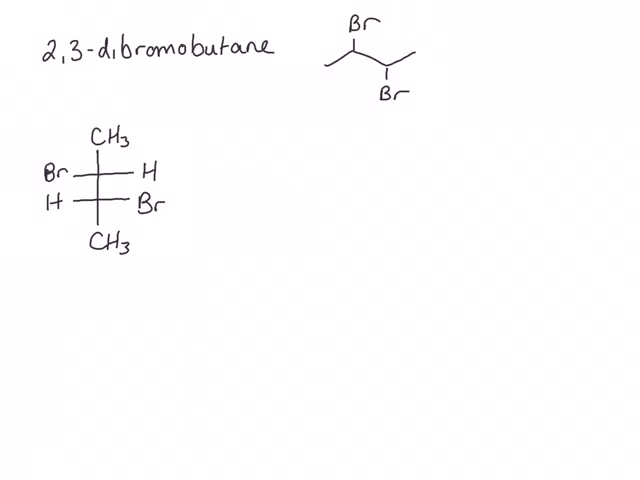 2,3-dibromobutane
Br
Br
CH3
Br H
H Br
CH3